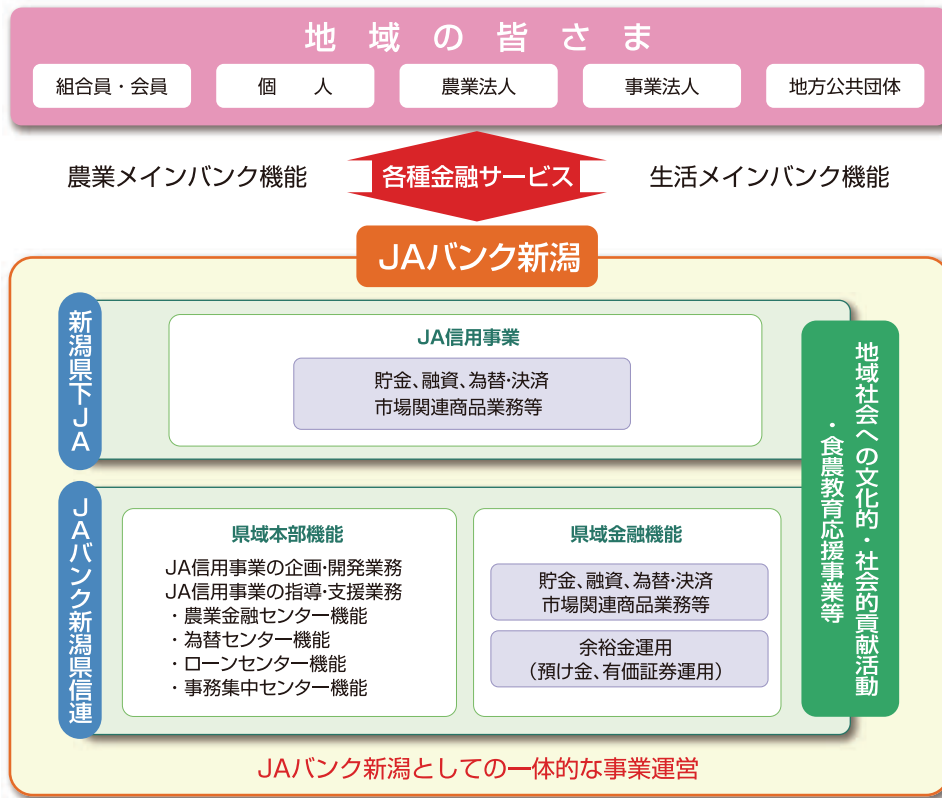 地域の皆さま
組合員・会員
個　人
農業法人
事業法人
地方公共団体
農業メインバンク機能
各種金融サービス
生活メインバンク機能
JAバンク新潟
新潟県下JA
JA信用事業
貯金、融資、為替・決済
市場関連商品業務等
JAバンク新潟県信連
県域本部機能
JA信用事業の企画・開発業務
JA信用事業の指導・支援業務
・農業金融センター機能
・為替センター機能
・ローンセンター機能
・事務集中センター機能
県域金融機能
貯金、融資、為替・決済
市場関連商品業務等
余裕金運用
（預け金、有価証券運用）
地域社会への文化的・社会的貢献活動
・食農教育応援事業等
JAバンク新潟としての一体的な事業運営